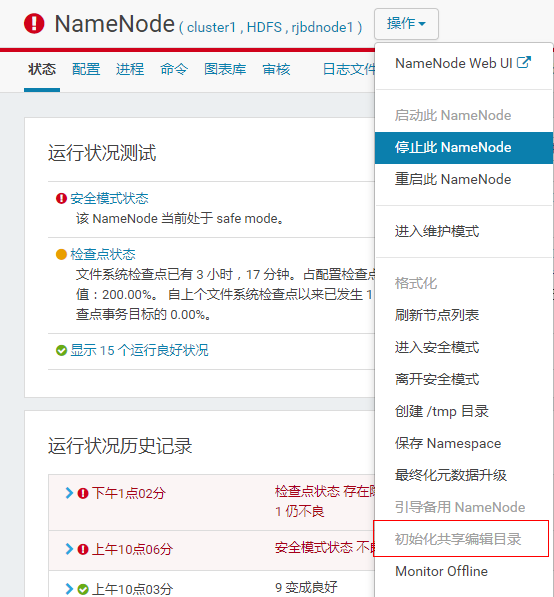 NameNode ( cluster1 , HDFS , rjbdnode1 )
操作
状态 配置 进程 命令 图表库 审核 日志文件
NameNode Web UI
启动此 NameNode
停止此 NameNode
重启此 NameNode
进入维护模式
格式化
刷新节点列表
进入安全模式
离开安全模式
创建 /tmp 目录
保存 Namespace
最终化元数据升级
引导备用 NameNode
初始化共享编辑目录
Monitor Offline
运行状况测试
安全模式状态
该 NameNode 当前处于 safe mode。
检查点状态
文件系统检查点已有 3 小时，17 分钟。占配置检查点
值：200.00%。 自上个文件系统检查点以来已发生 1
查点事务目标的 0.00%。
显示 15 个运行良好状况
运行状况历史记录
下午1点02分
检查点状态 存在隐
1 仍不良
上午10点06分
安全模式状态 不良
上午10点03分
9 变成良好